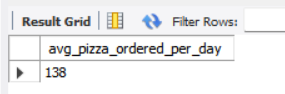 Result Grid Filter Rows:
avg_pizza_ordered_per_day
138